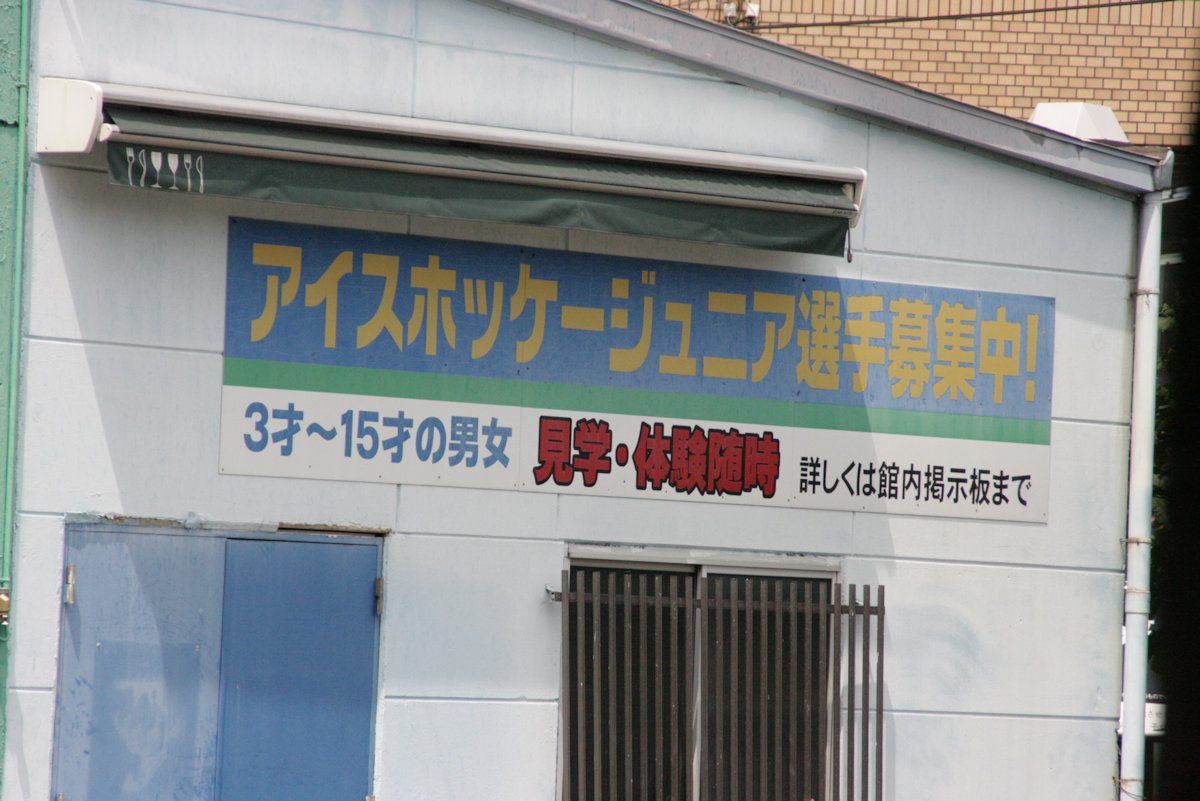 アイスホッケージュニア選手募集中!
3才～15才の男女 見学・体験随時 詳しくは館内掲示板まで